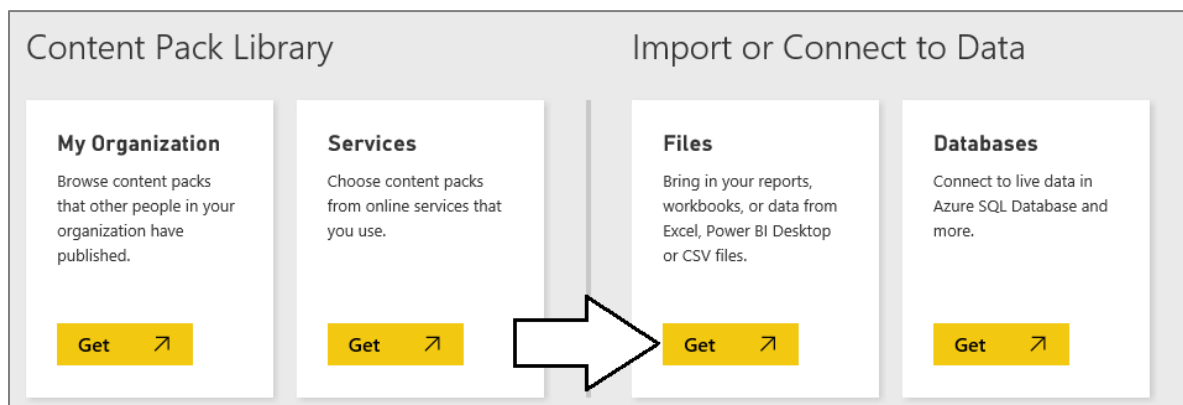 Content Pack Library
Import or Connect to Data
My Organization
Browse content packs
that other people in your
organization have
published.
Get
Services
Choose content packs
from online services that
you use.
Get
Files
Bring in your reports,
workbooks, or data from
Excel, Power BI Desktop
or CSV files.
Get
Databases
Connect to live data in
Azure SQL Database and
more.
Get